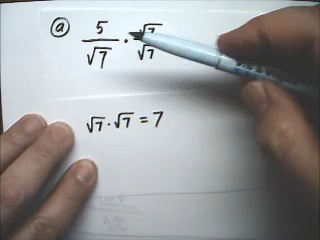 ⓐ 5/√7 · √7/√7
√7 · √7 = 7